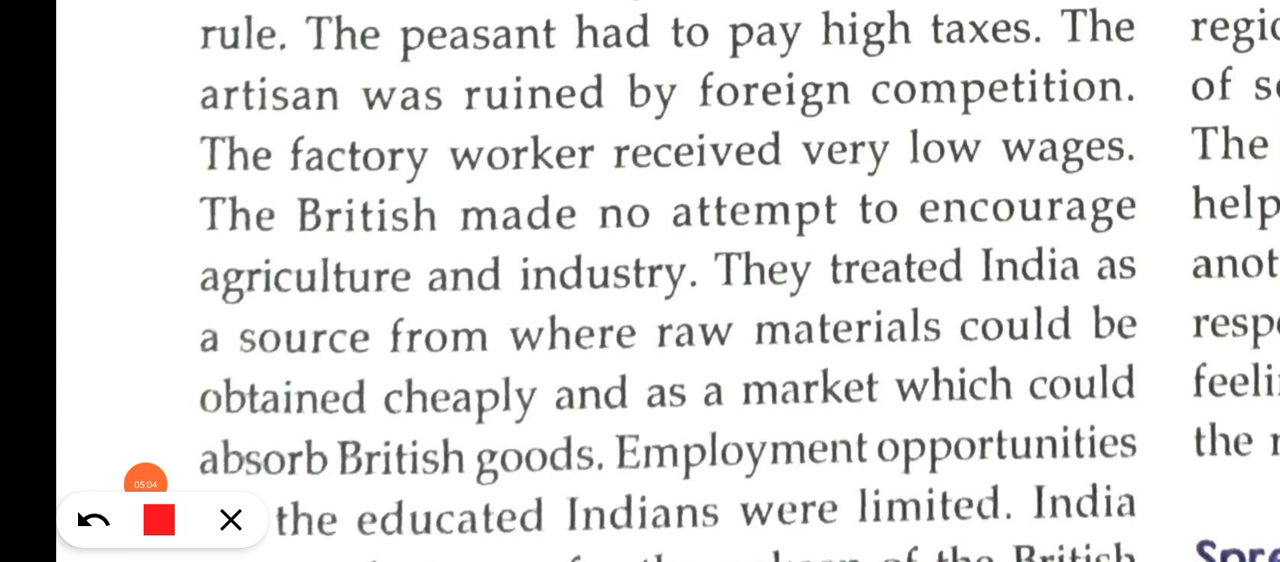 rule. The peasant had to pay high taxes. The
artisan was ruined by foreign competition.
The factory worker received very low wages.
The British made no attempt to encourage
agriculture and industry. They treated India as
a source from where raw materials could be
obtained cheaply and as a market which could
absorb British goods. Employment opportunities
the educated Indians were limited. India
of the British
of
The
help
the
05:04